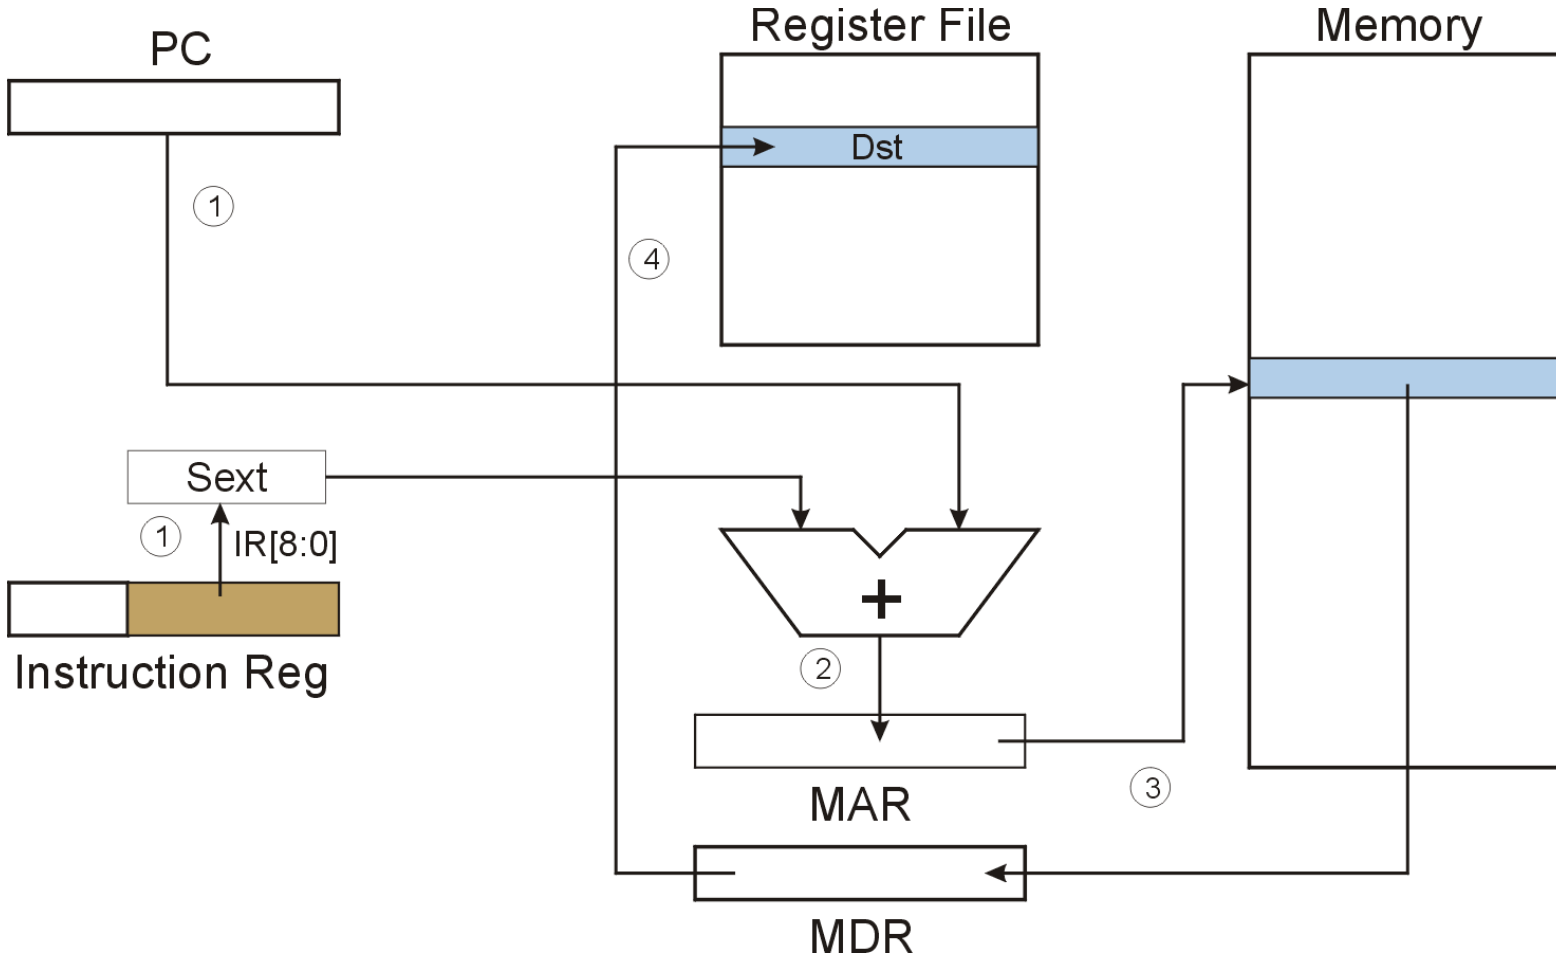 PC
Register File
Memory
Dst
1
4
Sext
1
IR[8:0]
+
Instruction Reg
2
MAR
3
MDR